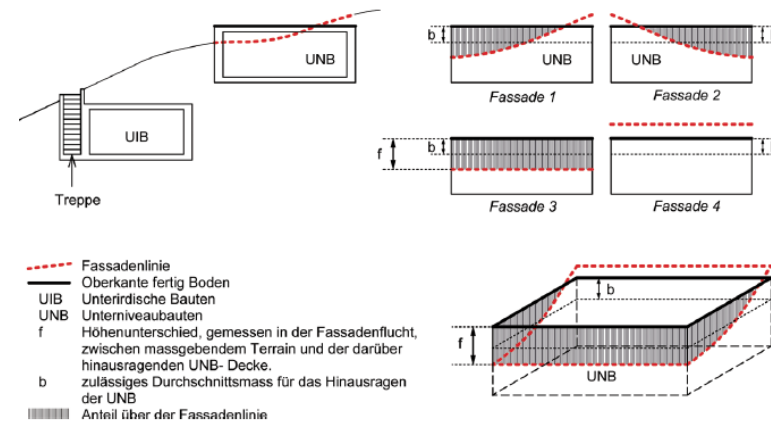 UNB
UIB
Treppe
b
UNB
Fassade 1
UNB
Fassade 2
f
b
Fassade 3
Fassade 4
Fassadenlinie
Oberkante fertig Boden
UIB Unterirdische Bauten
UNB Unterniveaubauten
f Höhenunterschied, gemessen in der Fassadenflucht,
zwischen massgebendem Terrain und der darüber
hinausragenden UNB- Decke.
b zulässiges Durchschnittsmass für das Hinausragen
der UNB
Anteil über der Fassadenlinie
b
f
UNB